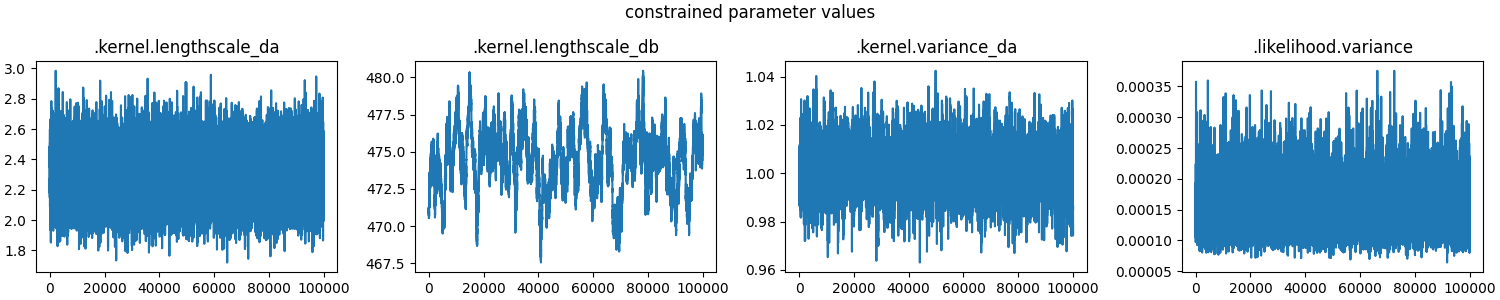 constrained parameter values
.kernel.lengthscale_da
3.0
2.8
2.6
2.4
2.2
2.0
1.8
0 20000 40000 60000 80000 100000
.kernel.lengthscale_db
480.0
477.5
475.0
472.5
470.0
467.5
0 20000 40000 60000 80000 100000
.kernel.variance_da
1.04
1.02
1.00
0.98
0.96
0 20000 40000 60000 80000 100000
.likelihood.variance
0.00035
0.00030
0.00025
0.00020
0.00015
0.00010
0.00005
0 20000 40000 60000 80000 100000